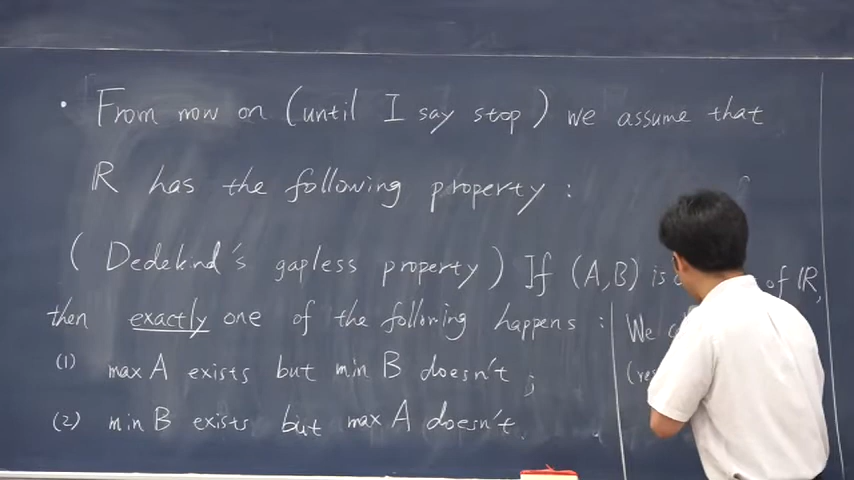 • From now on (until I say stop) we assume that
ℝ has the following property:
(Dedekind's gapless property) If (A,B) is of ℝ,
then exactly one of the following happens:
(1) max A exists but min B doesn't;
(2) min B exists but max A doesn't.
We